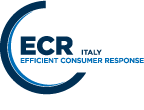 ECR ITALY
EFFICIENT CONSUMER RESPONSE